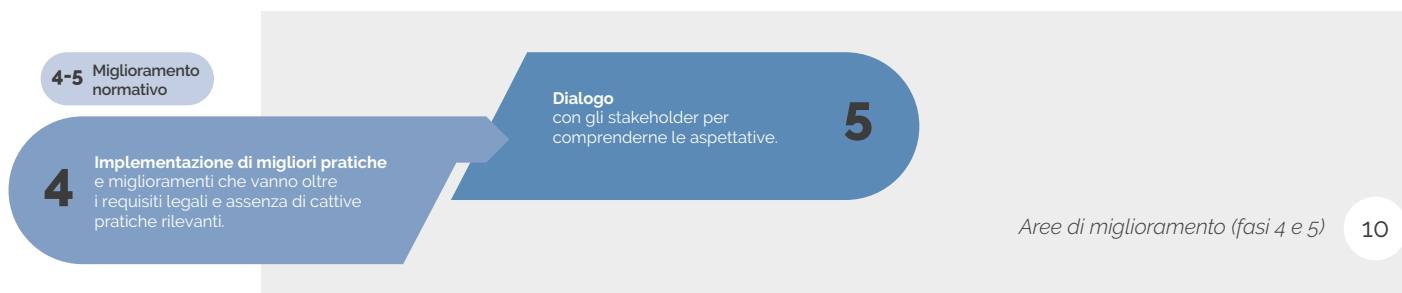 4-5 Miglioramento
normativo
4
Implementazione di migliori pratiche
e miglioramenti che vanno oltre
i requisiti legali e assenza di cattive
pratiche rilevanti.
Dialogo
con gli stakeholder per
comprenderne le aspettative.
5
Aree di miglioramento (fasi 4 e 5) 10